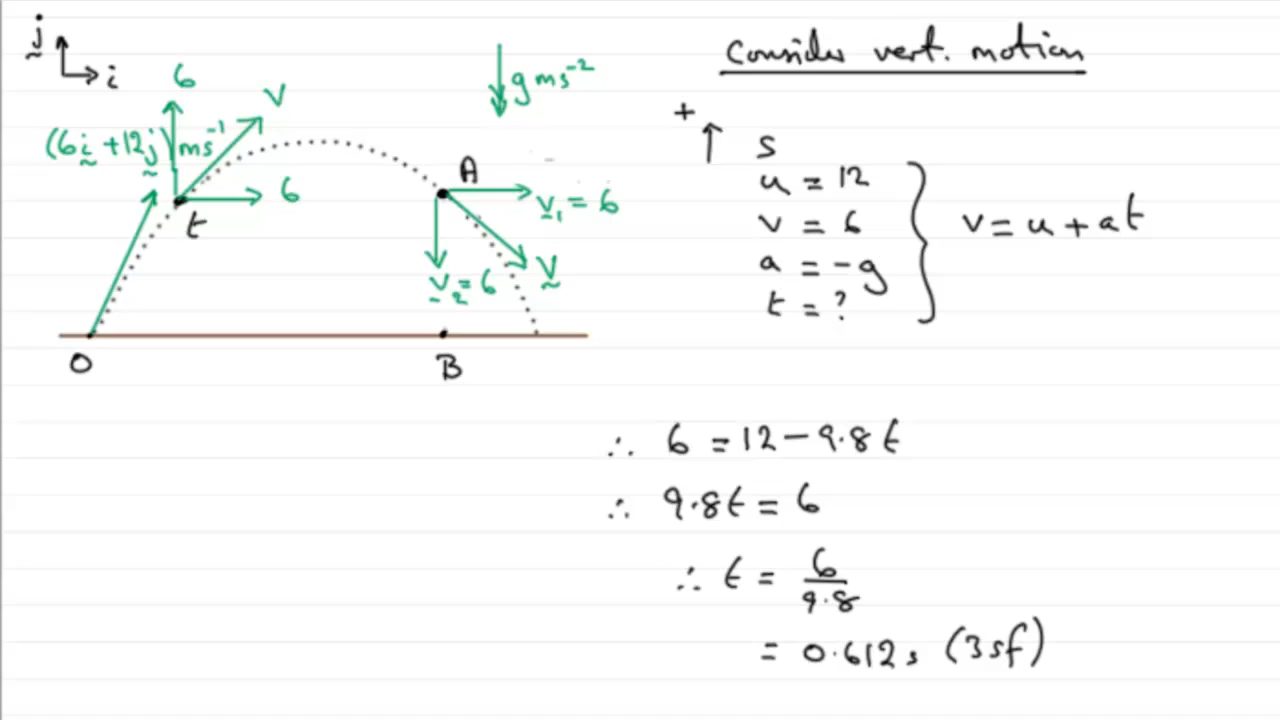 j
i
6
V
(6i + 12j) ms⁻¹
6
t
g ms⁻²
A
v₁ = 6
v₂ = 6
V
O
B
Consider vert. motion
+ ↑
s
u = 12
v = 6
a = -g
t = ?
v = u + at
∴ 6 = 12 - 9.8t
∴ 9.8t = 6
∴ t = 6/9.8
= 0.612s (3sf)